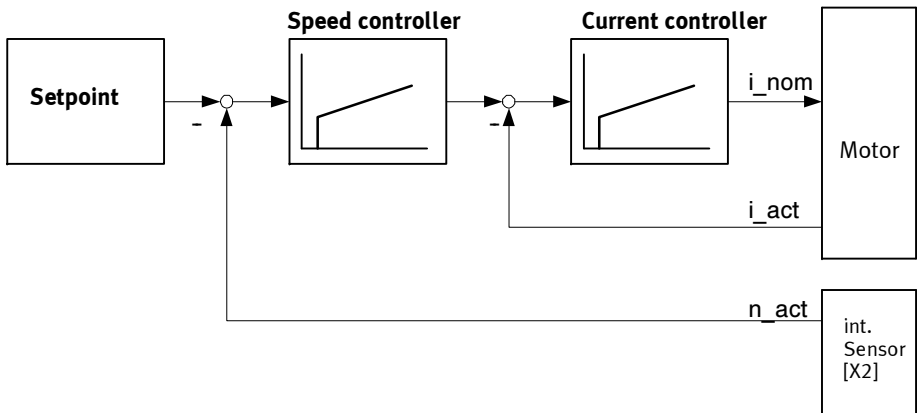 Speed controller
Current controller
Setpoint
-
-
i_nom
Motor
i_act
n_act
int.
Sensor
[X2]